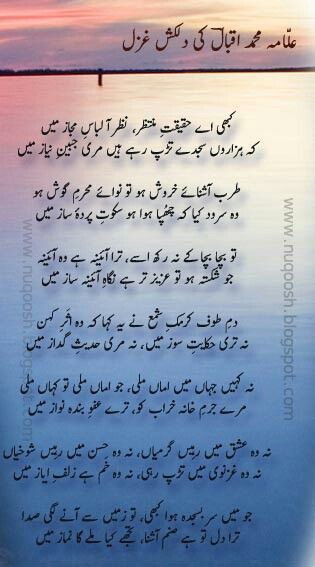 علّامہ محمد اقبالؔ کی دلکش غزل
کبھی اے حقیقتِ منتظر، نظر آ لباسِ مجاز میں
کہ ہزاروں سجدے تڑپ رہے ہیں مری جبینِ نیاز میں
طرب آشنائے خروش ہو تو نوائے محرمِ گوش ہو
وہ سرود کیا کہ چھپا ہوا ہو سکوتِ پردۂ ساز میں
تو بچا بچا کے نہ رکھ اسے، ترا آئینہ ہے وہ آئینہ
جو شکستہ ہو تو عزیز تر ہے نگاہِ آئینہ ساز میں
دمِ طوف کرمکِ شمع نے یہ کہا کہ وہ اثرِ کہن
نہ تری حکایتِ سوز میں، نہ مری حدیثِ گداز میں
نہ کہیں جہاں میں اماں ملی، جو اماں ملی تو کہاں ملی
مرے جرمِ خانہ خراب کو، ترے عفوِ بندہ نواز میں
نہ وہ عشق میں رہیں گرمیاں، نہ وہ حسن میں رہیں شوخیاں
نہ وہ غزنوی میں تڑپ رہی، نہ وہ خم ہے زلفِ ایاز میں
جو میں سر بسجدہ ہوا کبھی، تو زمیں سے آنے لگی صدا
ترا دل تو ہے صنم آشنا، تجھے کیا ملے گا نماز میں
www.nuqoosh.blogspot.com
www.nuqoosh.blogspot.com